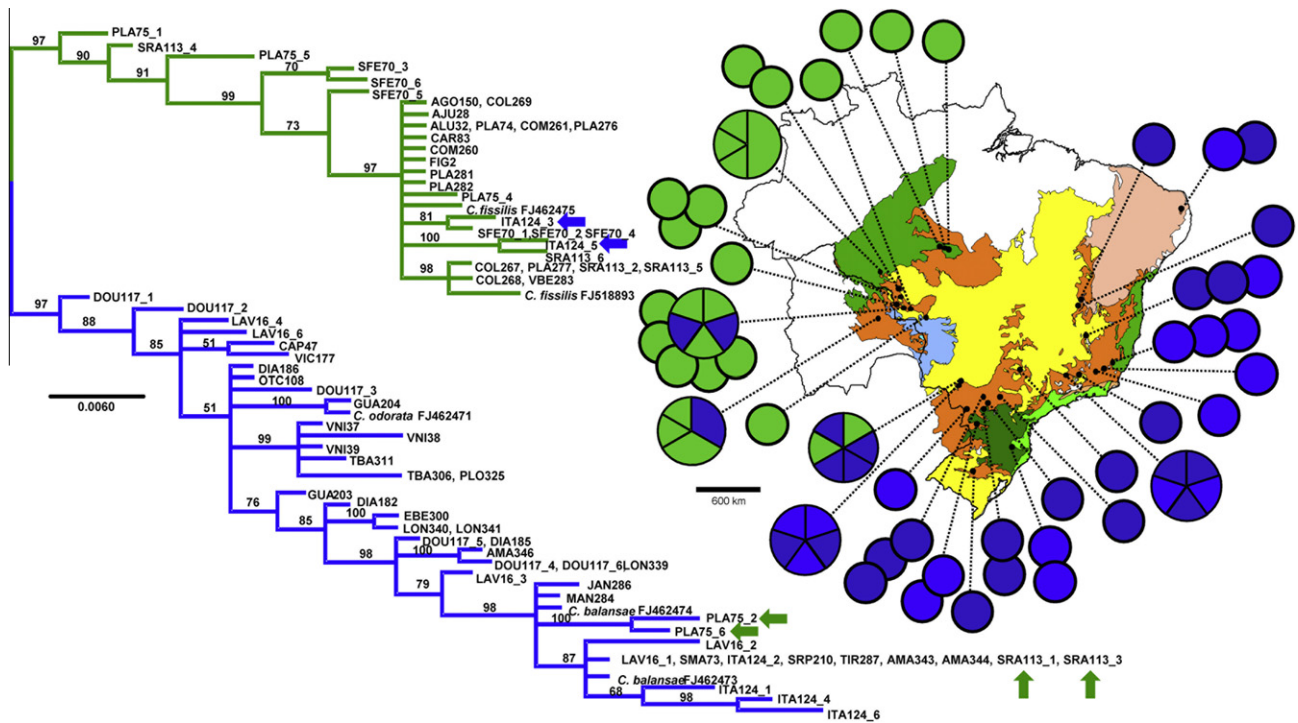 97
PLA75_1
90
SRA113_4
91
PLA75_5
99
70
SFE70_3
SFE70_6
SFE70_5
73
97
AGO150, COL269
AJU28
ALU32, PLA74, COM261,PLA276
CAR83
COM260
FIG2
PLA281
PLA282
PLA75_4
C.fissilis FJ462475
81
ITA124_3
SFE70_1,SFE70_2,SFE70_4
100
ITA124_5
SRA113_6
98
COL267, PLA277, SRA113_2, SRA113_5
COL268, VBE283
C. fissilis FJ518893
97
DOU117_1
88
DOU117_2
85
LAV16_4
LAV16_6
51
CAP47
VIC177
51
DIA186
OTC108
DOU117_3
100
GUA204
C. odorata FJ462471
99
VNI37
VNI38
VNI39
TBA311
TBA306, PLO325
76
GUA203
85
DIA182
100
EBE300
LON340, LON341
98
DOU117_5, DIA185
100
AMA346
DOU117_4, DOU117_6LON339
79
LAV16_3
98
JAN286
MAN284
C. balansae FJ462474
100
PLA75_2
PLA75_6
87
LAV16_2
LAV16_1, SMA73, ITA124_2, SRP210, TIR287, AMA343, AMA344, SRA113_1, SRA113_3
C. balansaeFJ462473
68
ITA124_1
98
ITA124_4
ITA124_6
0.0060
600 km